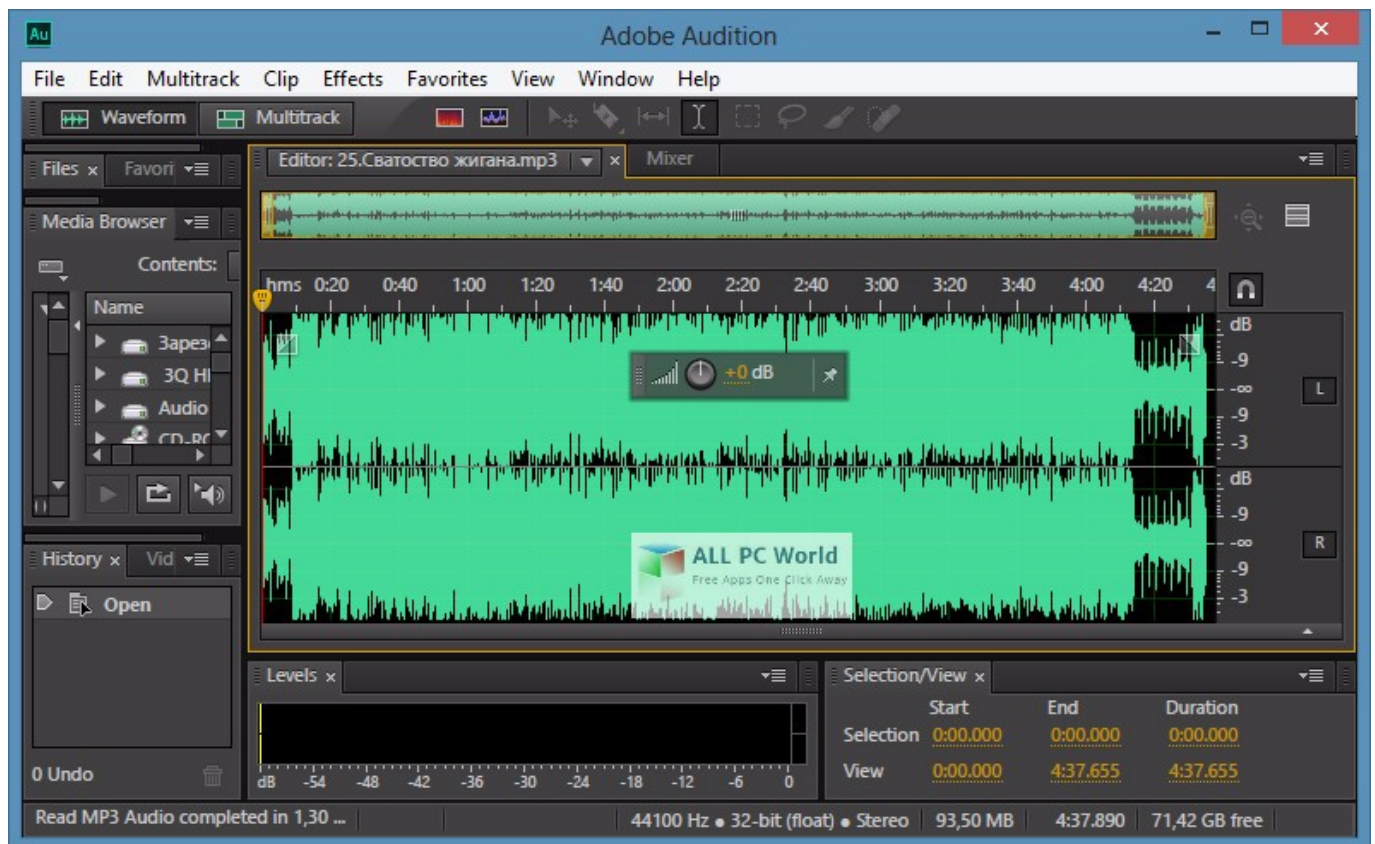 Au Adobe Audition
File Edit Multitrack Clip Effects Favorites View Window Help
Waveform Multitrack
Files Favori
Editor: 25.Сватоство жигана.mp3 Mixer
Media Browser
Contents:
Name
Зарез
3Q HI
Audio
CD-RO
hms 0:20 0:40 1:00 1:20 1:40 2:00 2:20 2:40 3:00 3:20 3:40 4:00 4:20 4
+0 dB
dB
-9
-∞
-9
-3
L
dB
-9
-∞
-9
-3
R
ALL PC World
Free Apps One Click Away
History Vid
Open
0 Undo
Levels
dB -54 -48 -42 -36 -30 -24 -18 -12 -6 0
Selection/View
Start End Duration
Selection 0:00.000 0:00.000 0:00.000
View 0:00.000 4:37.655 4:37.655
Read MP3 Audio completed in 1,30 ... 44100 Hz ● 32-bit (float) ● Stereo 93,50 MB 4:37.890 71,42 GB free